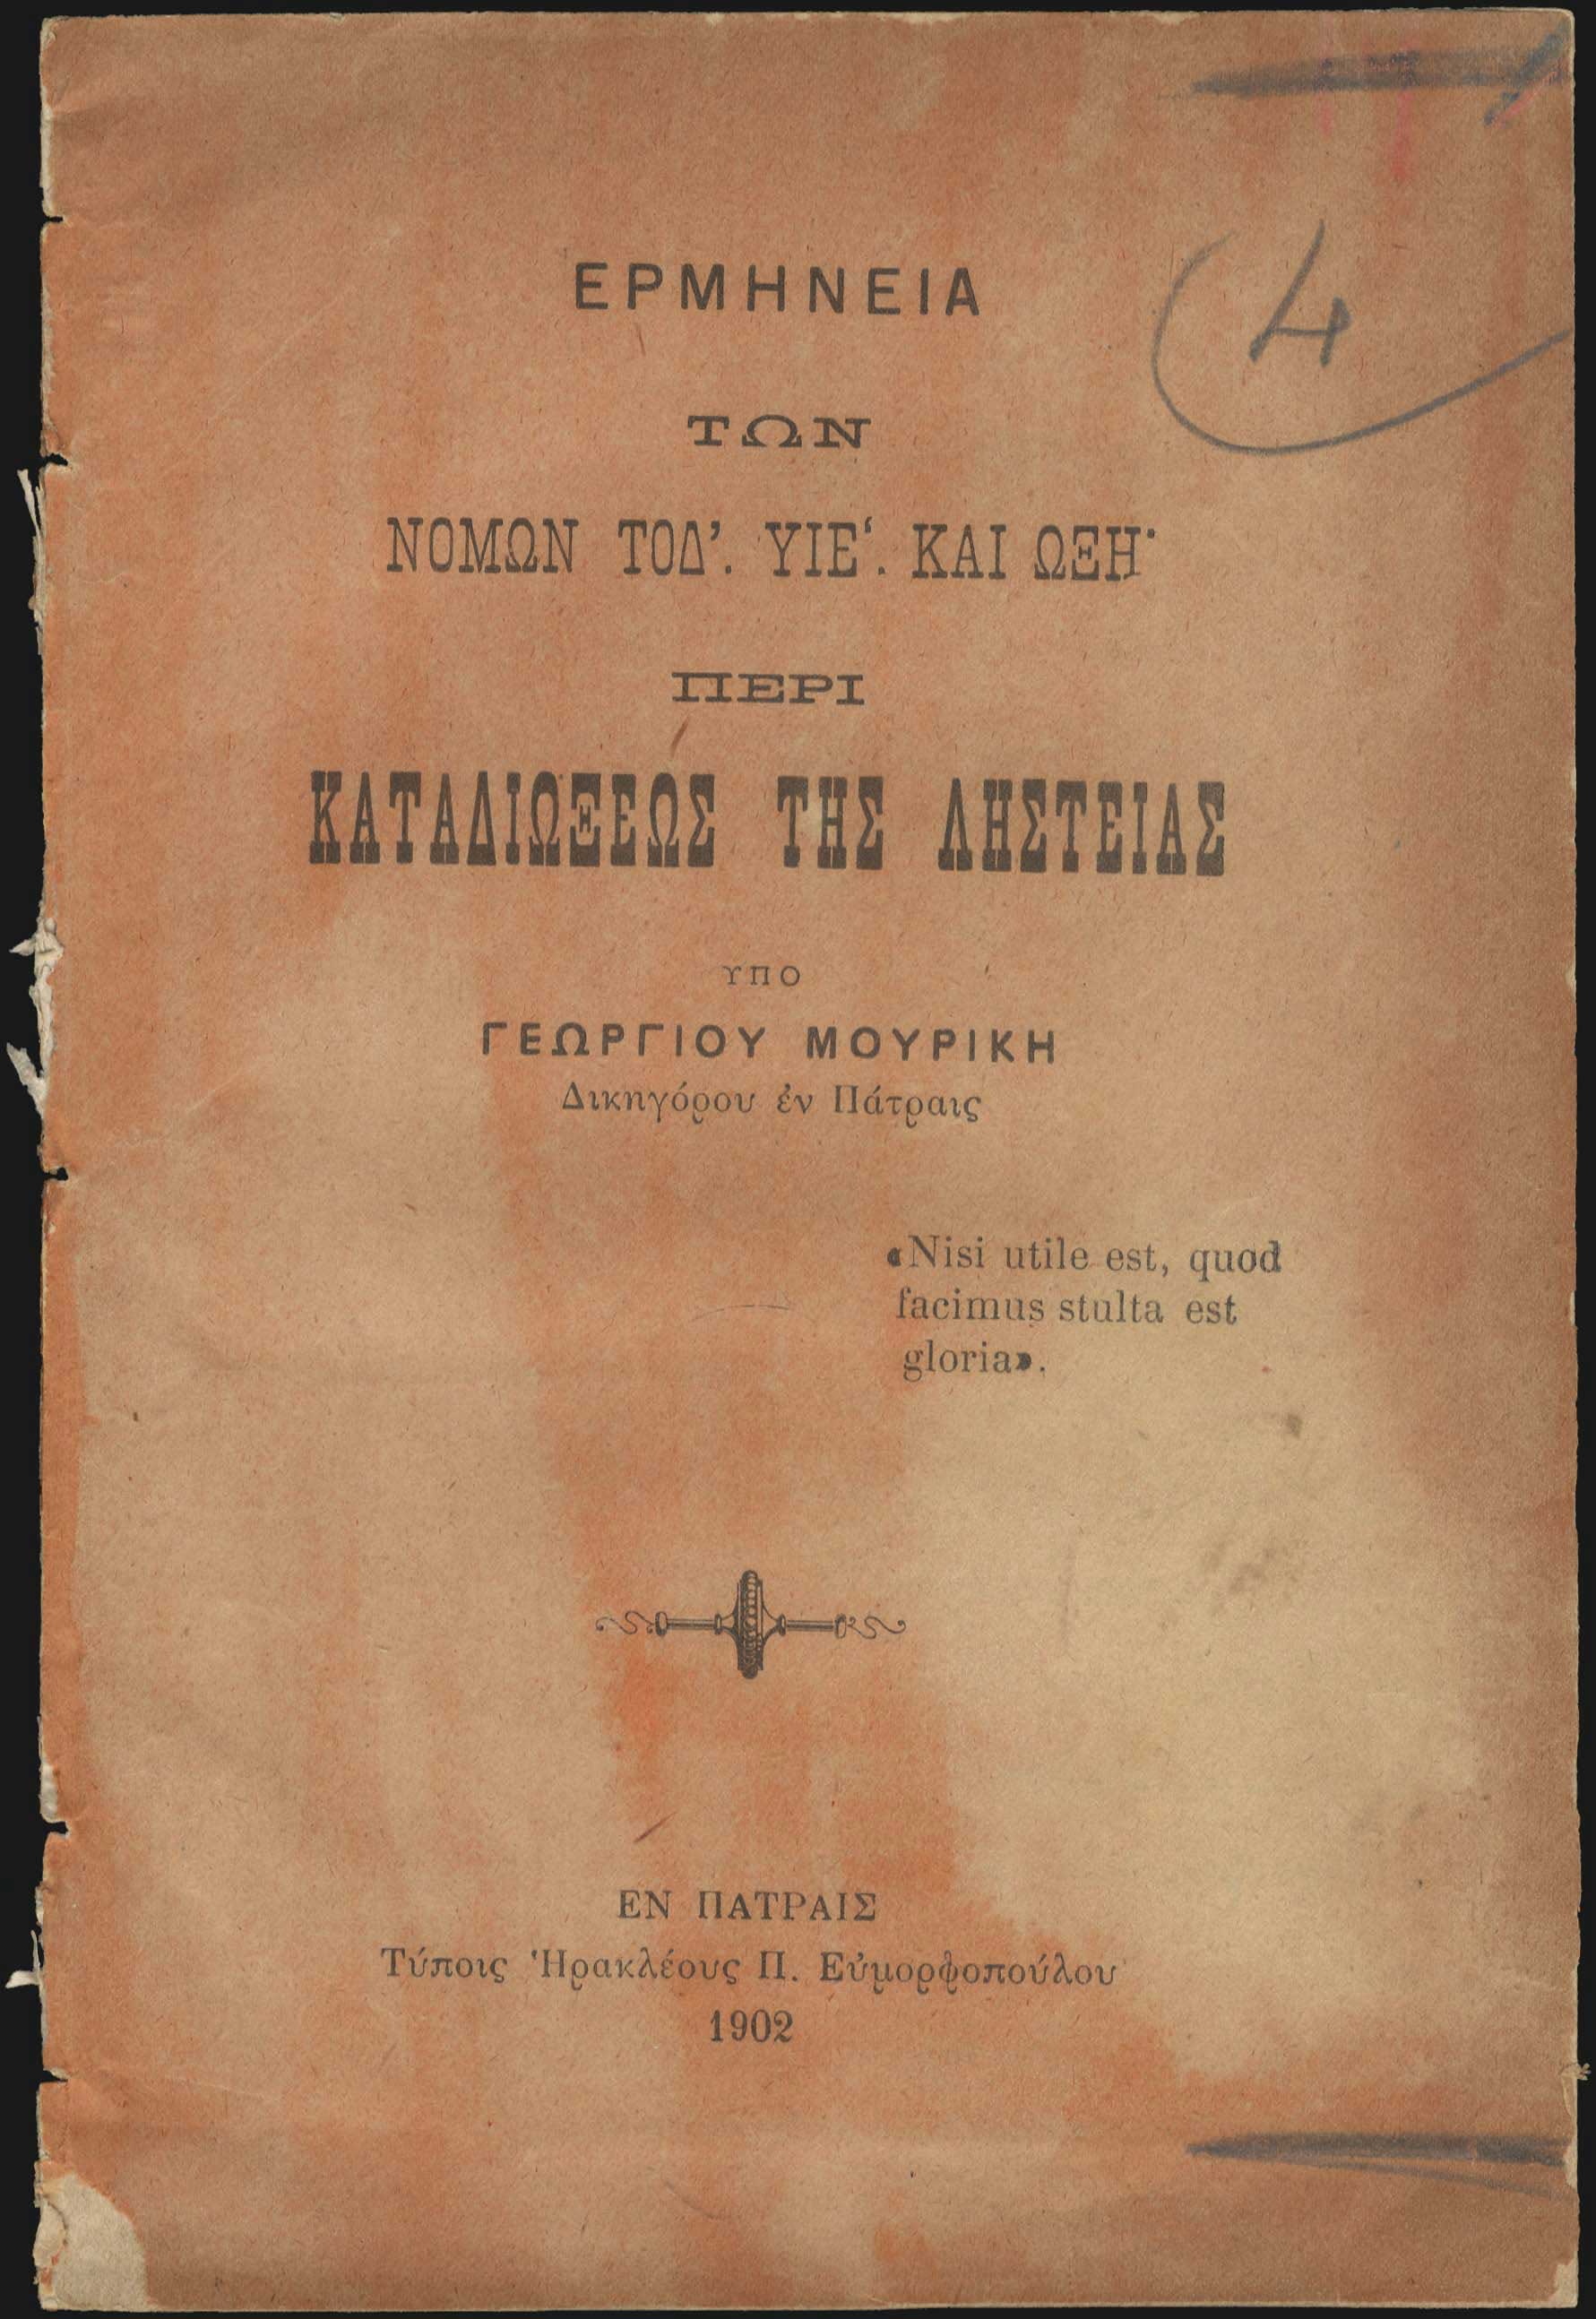 4
ΕΡΜΗΝΕΙΑ
ΤΩΝ
ΝΟΜΩΝ ΤΟΔ’. ΥΙΕ‘. ΚΑΙ ΩΞΗ·
ΠΕΡΙ
ΚΑΤΑΔΙΩΞΕΩΣ ΤΗΣ ΛΗΣΤΕΙΑΣ
ΥΠΟ
ΓΕΩΡΓΙΟΥ ΜΟΥΡΙΚΗ
Δικηγόρου ἐν Πάτραις
«Nisi utile est, quod
facimus stulta est
gloria».
ΕΝ ΠΑΤΡΑΙΣ
Τύποις Ἡρακλέους Π. Εὐμορφοπούλου
1902